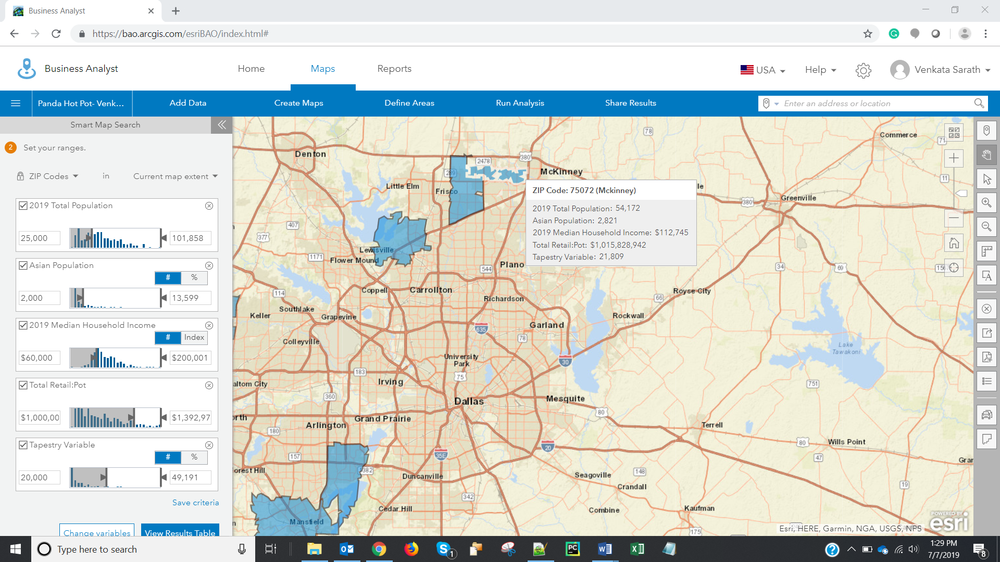 Business Analyst
https://bao.arcgis.com/esriBAO/index.html#
Business Analyst
Home
Maps
Reports
USA
Help
Venkata Sarath
Panda Hot Pot- Venk...
Add Data
Create Maps
Define Areas
Run Analysis
Share Results
Enter an address or location
Smart Map Search
2 Set your ranges.
ZIP Codes in Current map extent
2019 Total Population
25,000 101,858
Asian Population
# %
2,000 13,599
2019 Median Household Income
# Index
$60,000 $200,001
Total Retail:Pot
$1,000,00 $1,392,97
Tapestry Variable
# %
20,000 49,191
Save criteria
Change variables View Results Table
78
Commerce
71
Denton
380
2478
289
McKinney
11
Little Elm
Frisco
le
ZIP Code: 75072 (Mckinney)
2019 Total Population: 54,172
Asian Population: 2,821
2019 Median Household Income: $112,745
Total Retail:Pot: $1,015,828,942
Tapestry Variable: 21,809
380
Greenville
407
377
Lewisville
Flower Mound
1171
Plano
544
34
69
156
114
Coppell
Carrollton
Richardson
Royse City
66
Southlake
Keller
Grapevine
Rockwall
Garland
635
78
Colleyville
Lake
Tawakoni
University
Park
30
183
75
altom City
Irving
751
360
Dallas
Mesquite
80
orth
Grand Prairie
Arlington
Terrell
180
20
80
Wills Point
157
35E
47
Gran
382
orest Hill
Duncanville
Seagoville
148
Crandall
19
342
Cedar Hill
Combine
Kaufman
n
Mansfield
175
POWERED BY
esri
Esri, HERE, Garmin, NGA, USGS, NPS
Type here to search
1
1:29 PM
7/7/2019
8